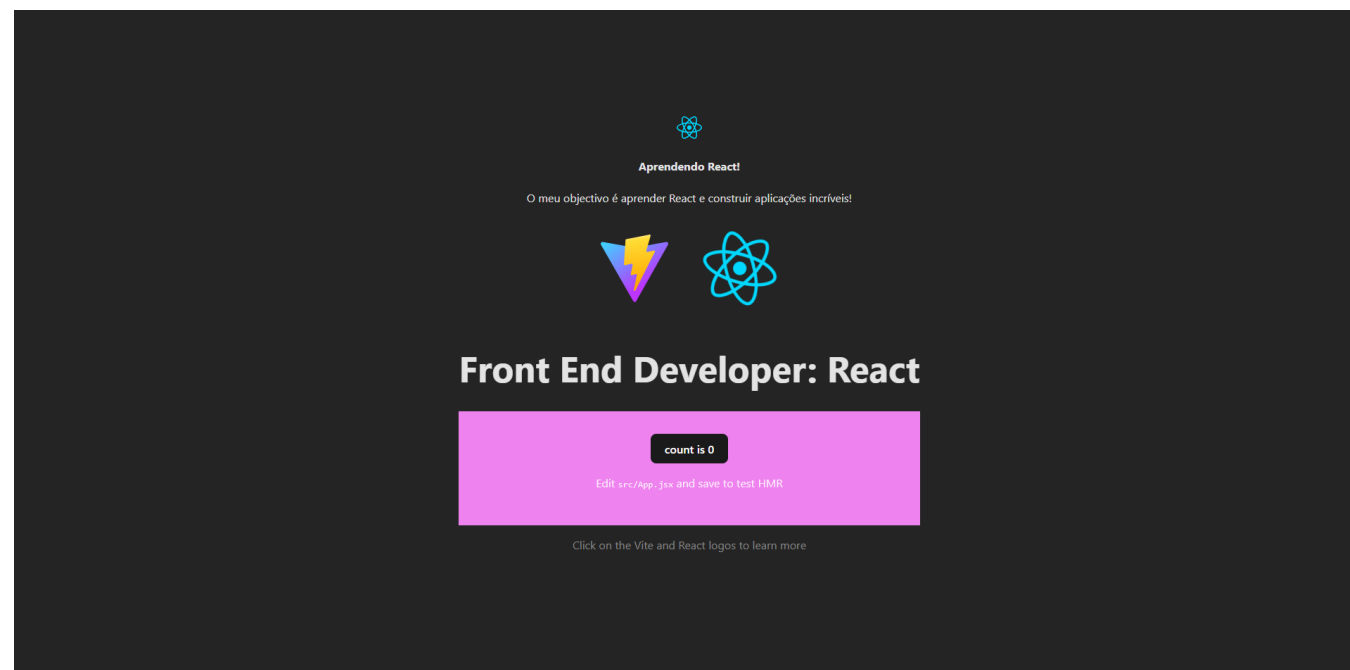 Aprendendo React!
O meu objectivo é aprender React e construir aplicações incríveis!
Front End Developer: React
count is 0
Edit src/App.jsx and save to test HMR
Click on the Vite and React logos to learn more